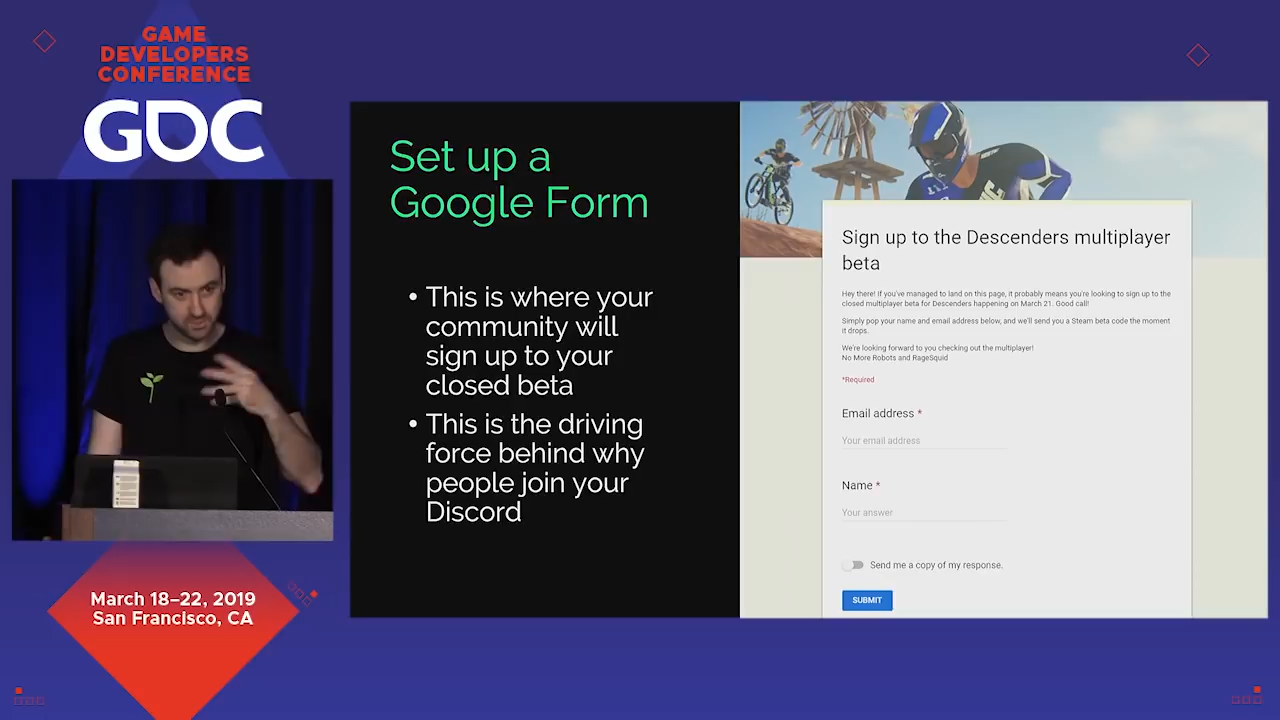 GAME
DEVELOPERS
CONFERENCE
GDC
March 18–22, 2019
San Francisco, CA
Set up a
Google Form
• This is where your
community will
sign up to your
closed beta
• This is the driving
force behind why
people join your
Discord
Sign up to the Descenders multiplayer
beta
Hey there! If you've managed to land on this page, it probably means you're looking to sign up to the
closed multiplayer beta for Descenders happening on March 21. Good call!
Simply pop your name and email address below, and we'll send you a Steam beta code the moment
it drops.
We're looking forward to you checking out the multiplayer!
No More Robots and RageSquid
*Required
Email address *
Your email address
Name *
Your answer
Send me a copy of my response.
SUBMIT